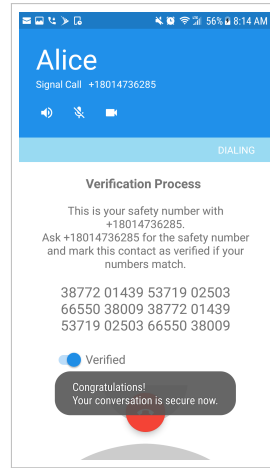 56% 8:14 AM
Alice
Signal Call +18014736285
DIALING
Verification Process
This is your safety number with
+18014736285.
Ask +18014736285 for the safety number
and mark this contact as verified if your
numbers match.
38772 01439 53719 02503
66550 38009 38772 01439
53719 02503 66550 38009
Verified
Congratulations!
Your conversation is secure now.